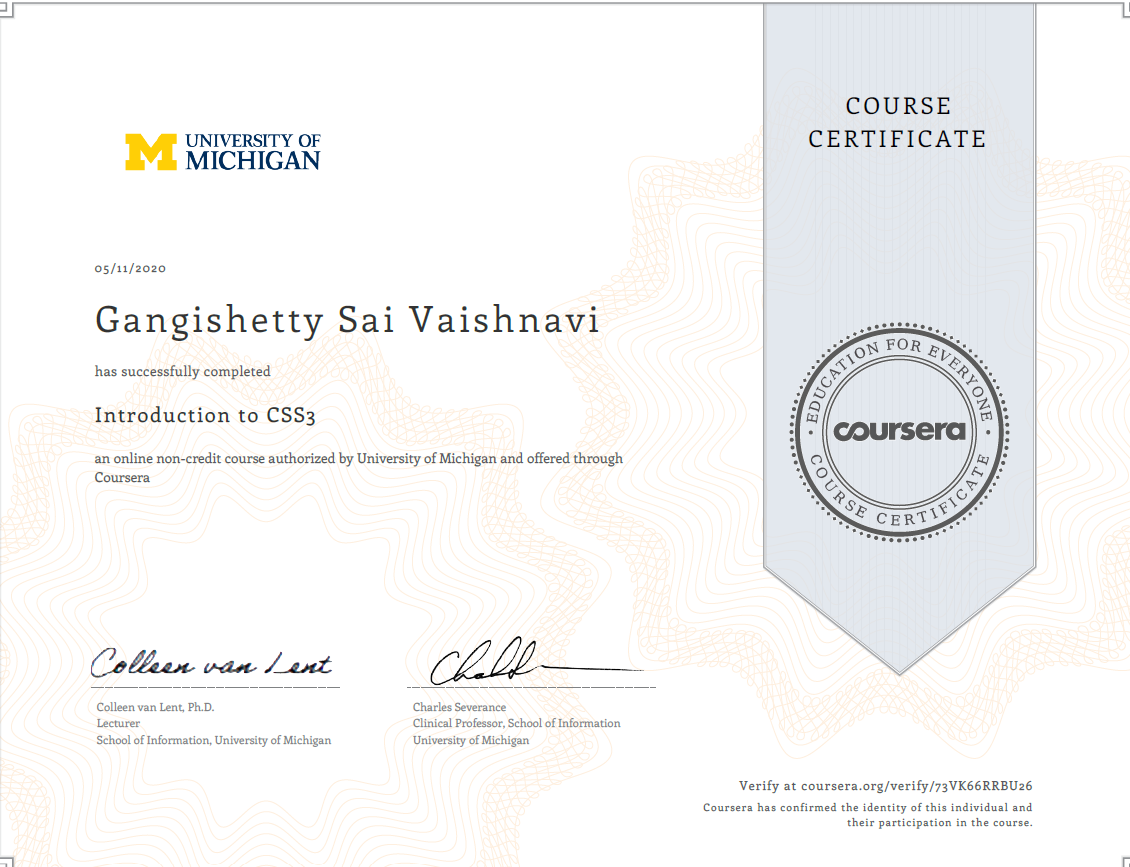 COURSE
CERTIFICATE
UNIVERSITY OF
MICHIGAN
05/11/2020
Gangishetty Sai Vaishnavi
has successfully completed
Introduction to CSS3
an online non-credit course authorized by University of Michigan and offered through
Coursera
EDUCATION FOR EVERYONE
coursera
COURSE CERTIFICATE
Colleen van Lent
Colleen van Lent, Ph.D.
Lecturer
School of Information, University of Michigan
Charles Severance
Clinical Professor, School of Information
University of Michigan
Verify at coursera.org/verify/73VK66RRBU26
Coursera has confirmed the identity of this individual and
their participation in the course.